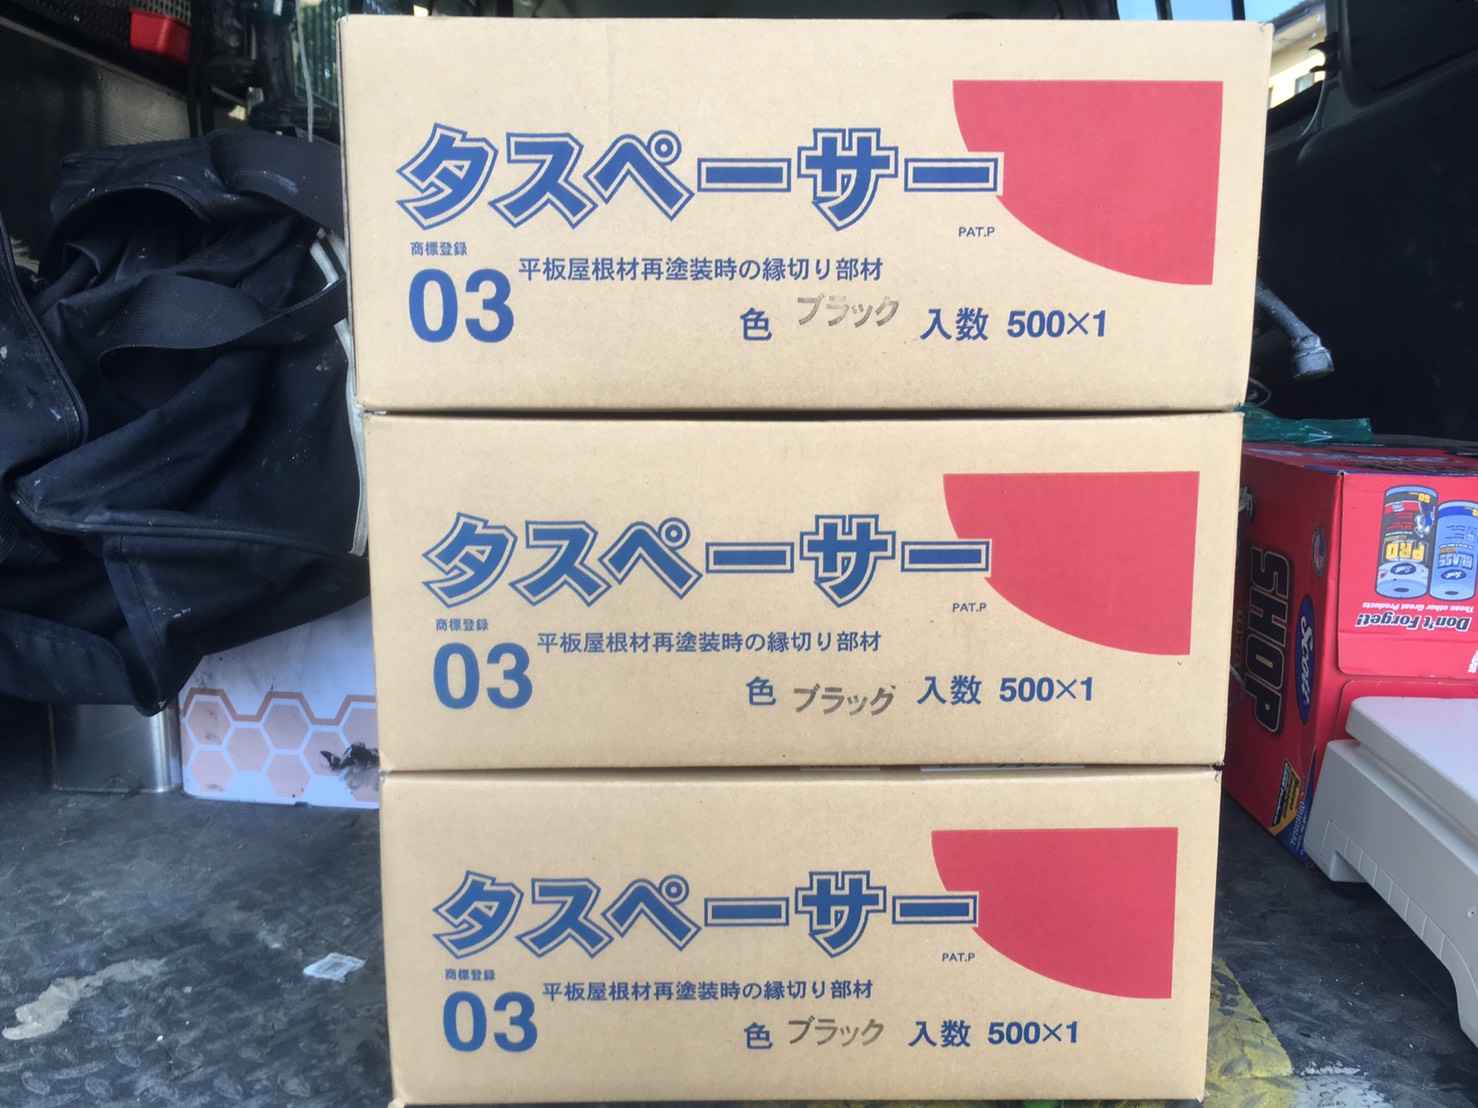 タスペーサー
PAT.P
商標登録
03 平板屋根材再塗装時の縁切り部材
色 ブラック 入数 500×1
タスペーサー
PAT.P
商標登録
03 平板屋根材再塗装時の縁切り部材
色 ブラック 入数 500×1
タスペーサー
PAT.P
商標登録
03 平板屋根材再塗装時の縁切り部材
色 ブラック 入数 500×1
Scott
SHOP
PRO
GLASS
Don't Forget!
These other Great Products